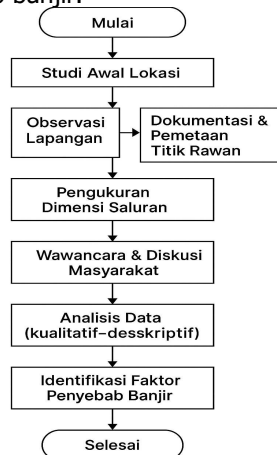 banjir.
Mulai
Studi Awal Lokasi
Observasi
Lapangan
Dokumentasi &
Pemetaan
Titik Rawan
Pengukuran
Dimensi Saluran
Wawancara & Diskusi
Masyarakat
Analisis Data
(kualitatif–desskriptif)
Identifikasi Faktor
Penyebab Banjir
Selesai